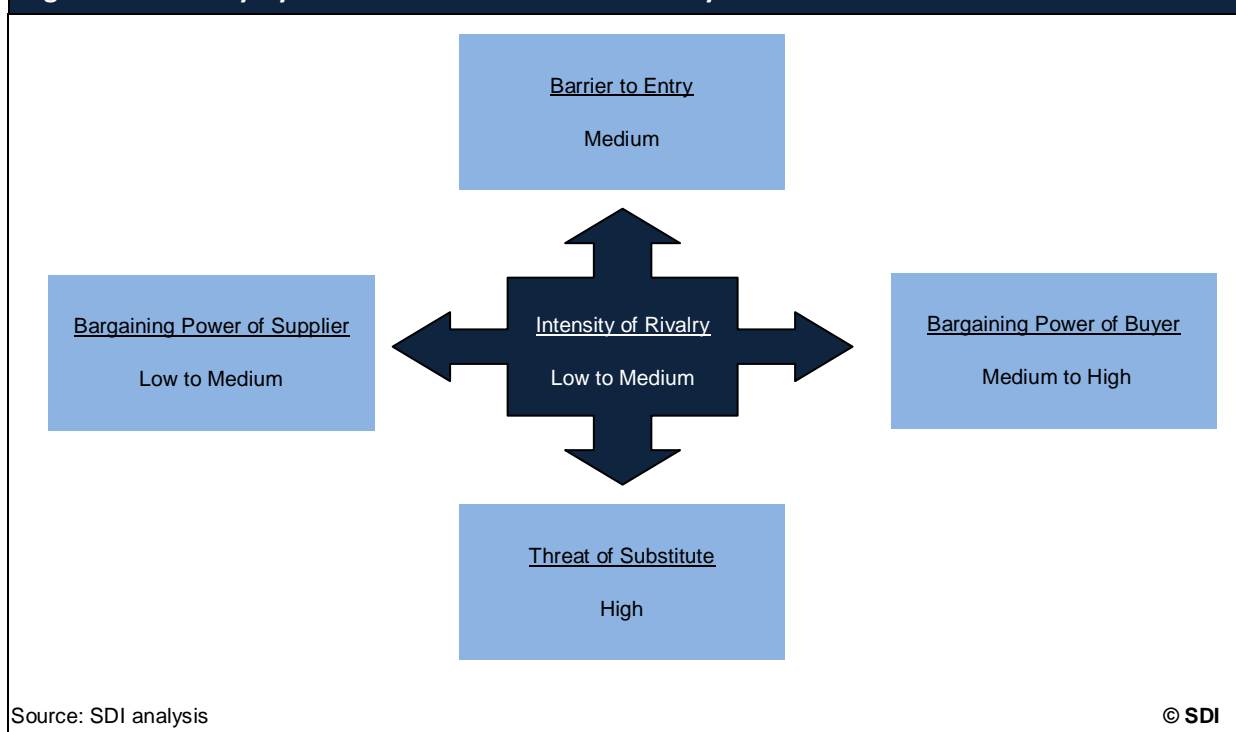 Barrier to Entry
Medium
Bargaining Power of Supplier
Low to Medium
Intensity of Rivalry
Low to Medium
Bargaining Power of Buyer
Medium to High
Threat of Substitute
High
Source: SDI analysis
© SDI